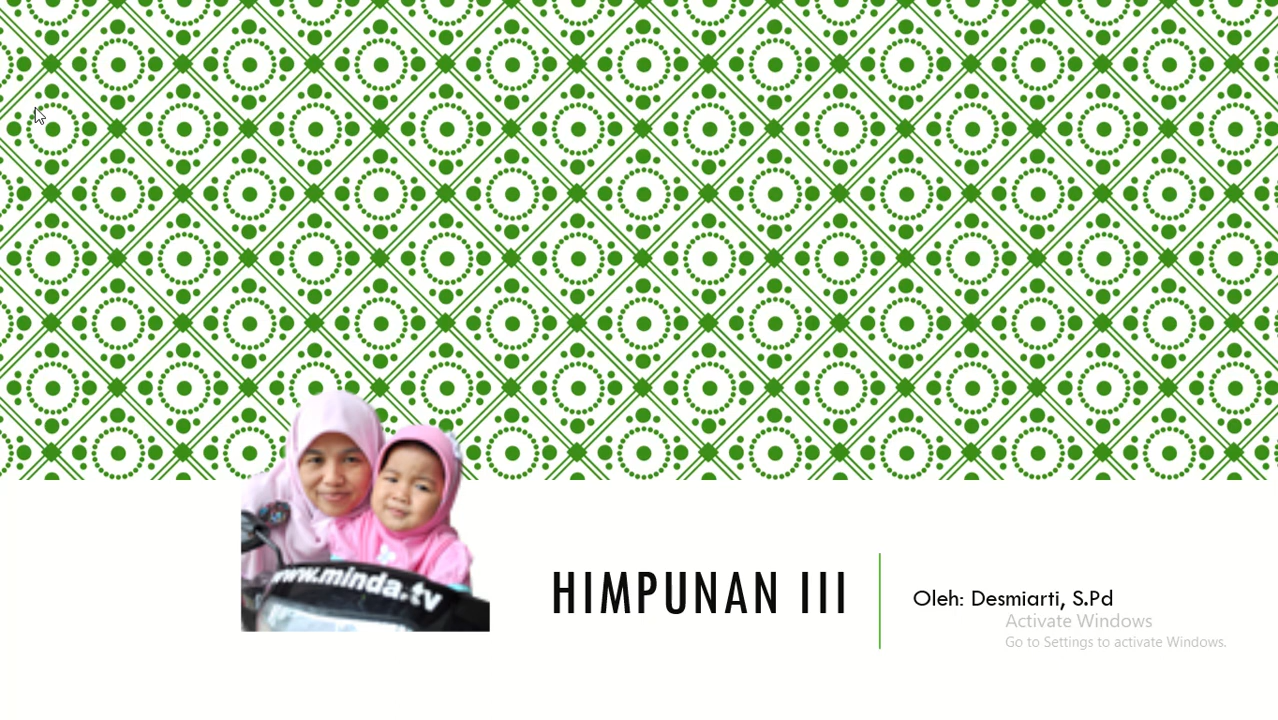 www.minda.tv
HIMPUNAN III
Oleh: Desmiarti, S.Pd
Activate Windows
Go to Settings to activate Windows.